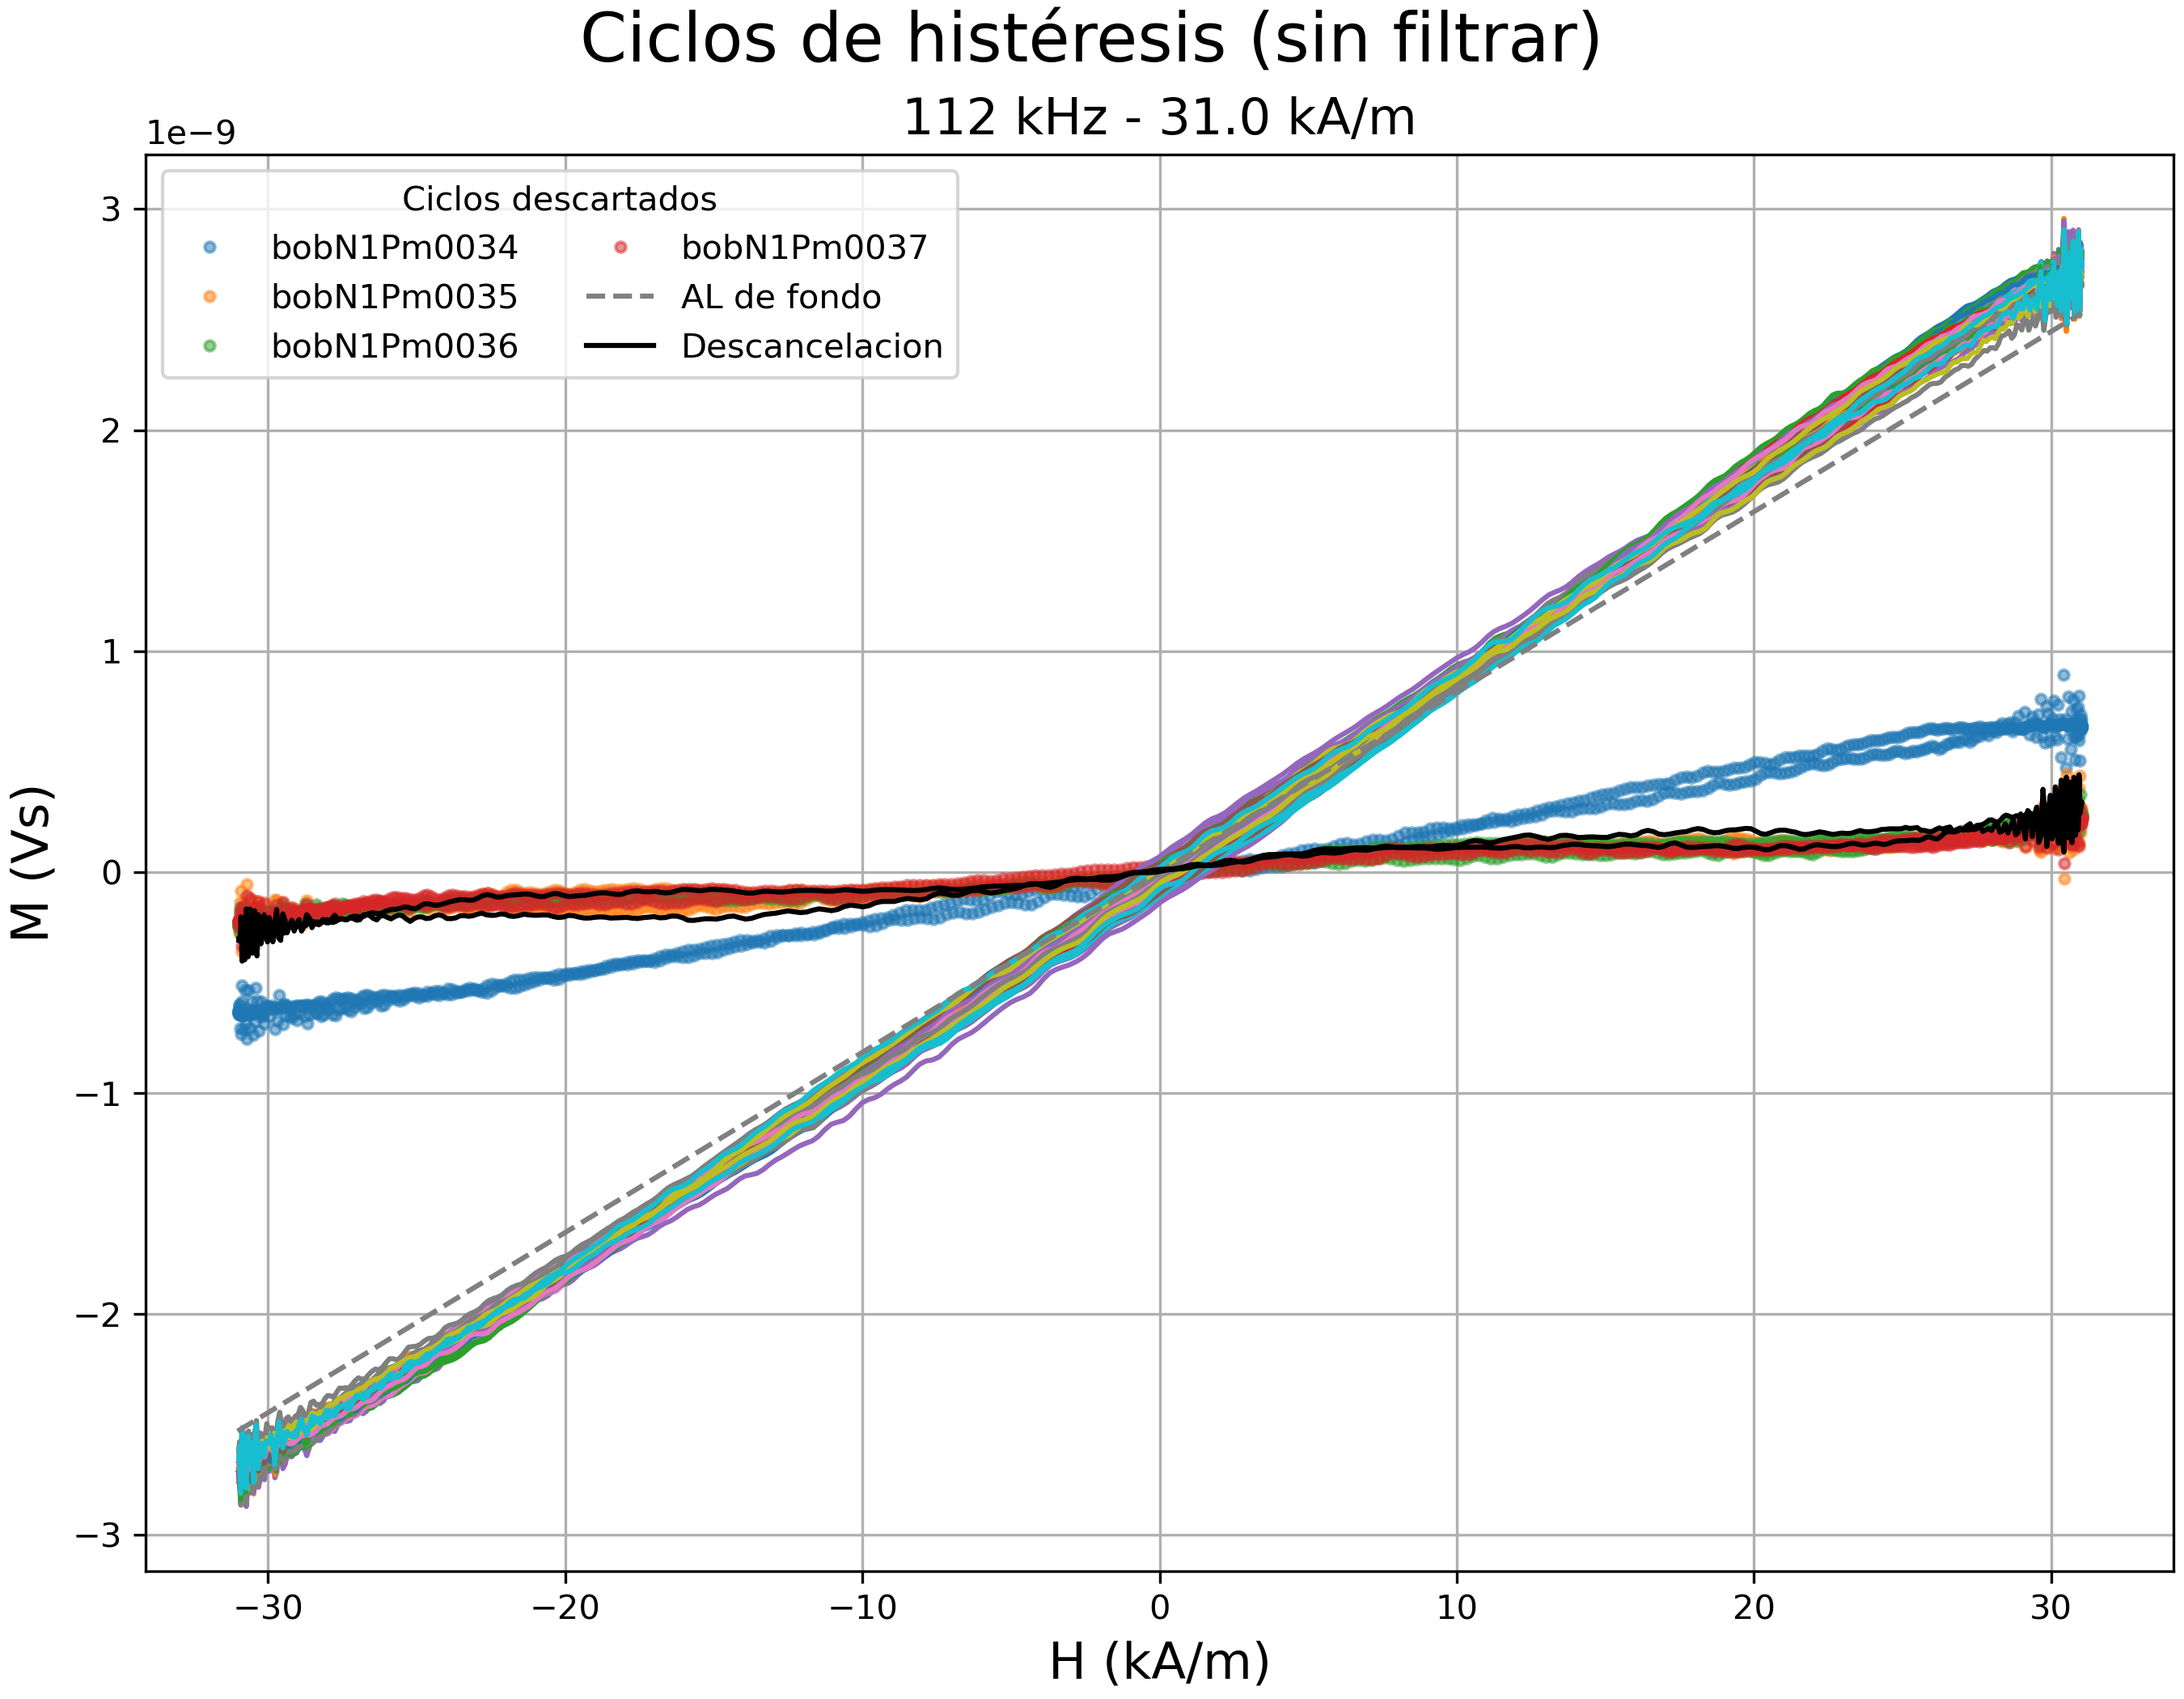 Ciclos de histéresis (sin filtrar)
112 kHz - 31.0 kA/m
1e−9
Ciclos descartados
bobN1Pm0034
bobN1Pm0035
bobN1Pm0036
bobN1Pm0037
AL de fondo
Descancelacion
M (Vs)
3
2
1
0
−1
−2
−3
−30
−20
−10
0
10
20
30
H (kA/m)